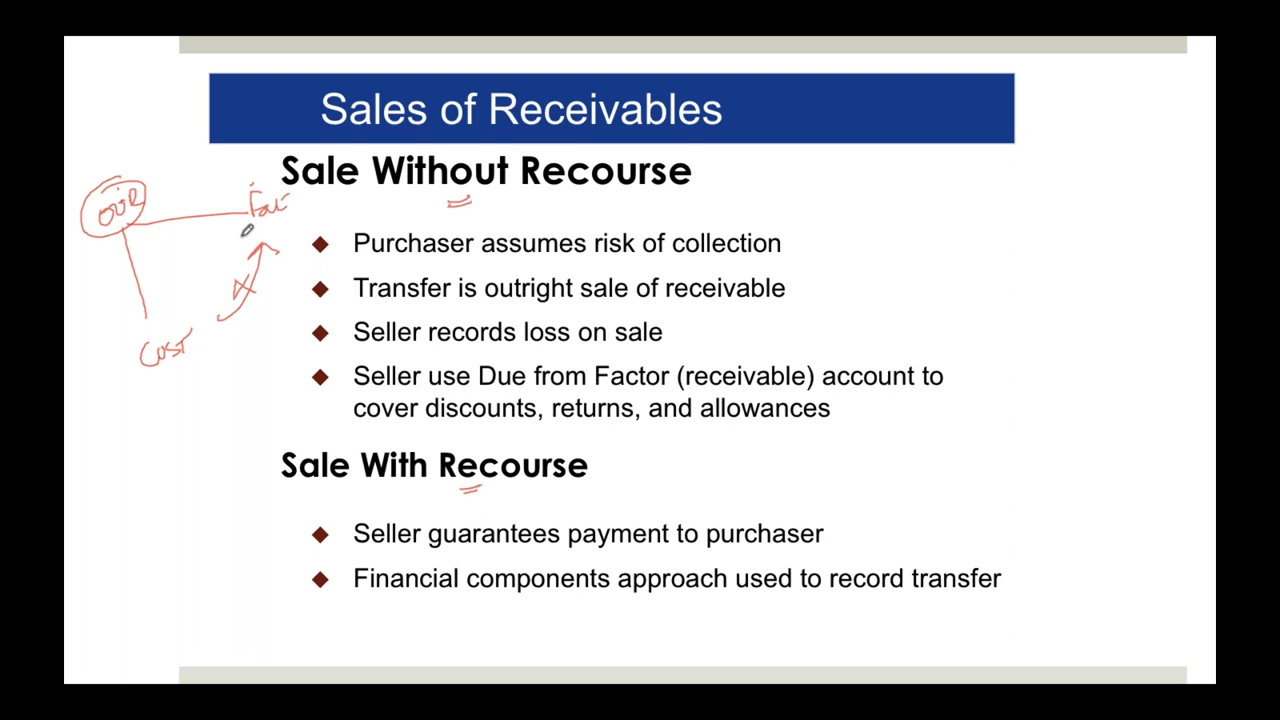 Sales of Receivables
Sale Without Recourse
OUR
Fac
Purchaser assumes risk of collection
Transfer is outright sale of receivable
Seller records loss on sale
COST
Seller use Due from Factor (receivable) account to
cover discounts, returns, and allowances
Sale With Recourse
Seller guarantees payment to purchaser
Financial components approach used to record transfer